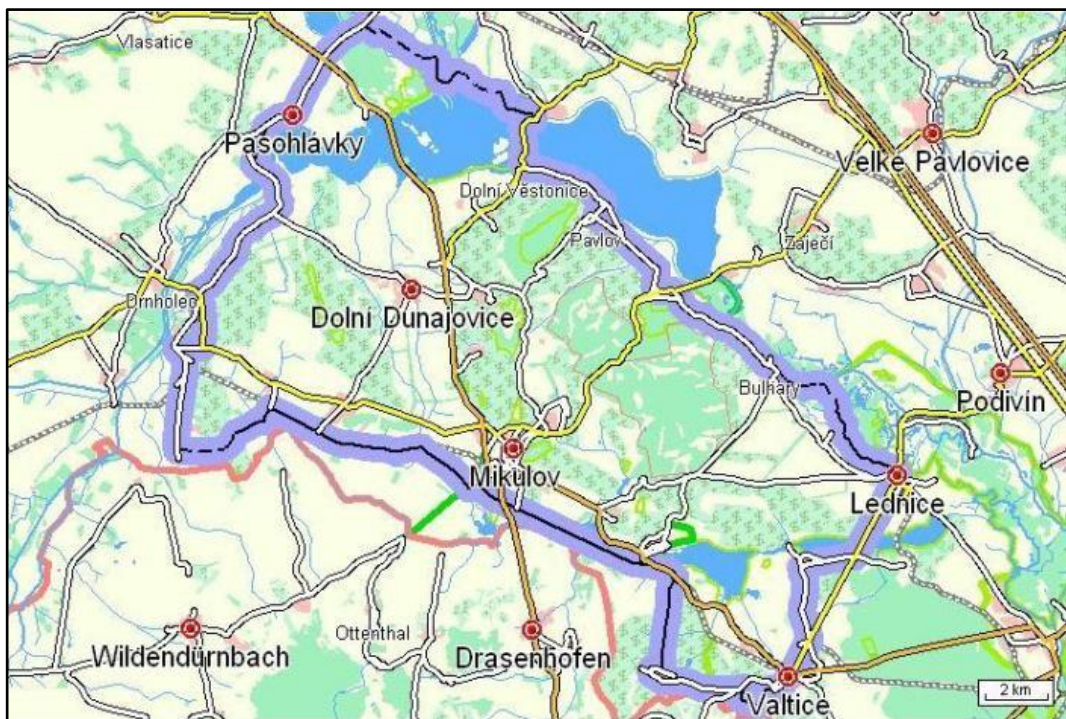 Vlasatice
Pasohlávky
Velké Pavlovice
Dolní Věstonice
Pavlov
Zaječí
Drnholec
Dolní Dunajovice
Bulhary
Podivín
Mikulov
Lednice
Ottenthal
Wildendürnbach
Drasenhofen
Valtice
2 km